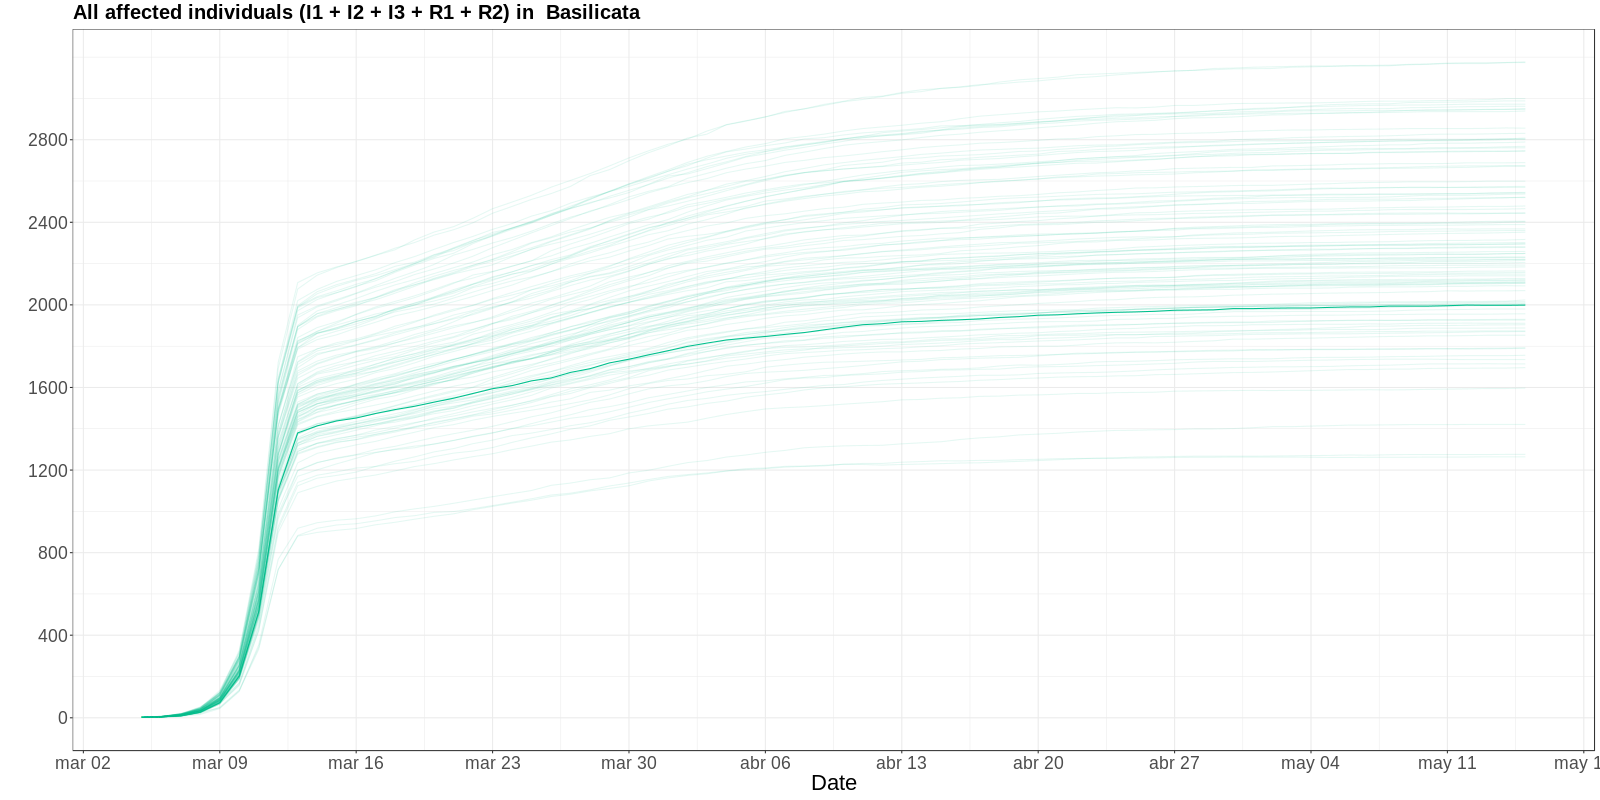 All affected individuals (I1 + I2 + I3 + R1 + R2) in  Basilicata
2800
2400
2000
1600
1200
800
400
0
mar 02 mar 09 mar 16 mar 23 mar 30 abr 06 abr 13 abr 20 abr 27 may 04 may 11 may 1
Date